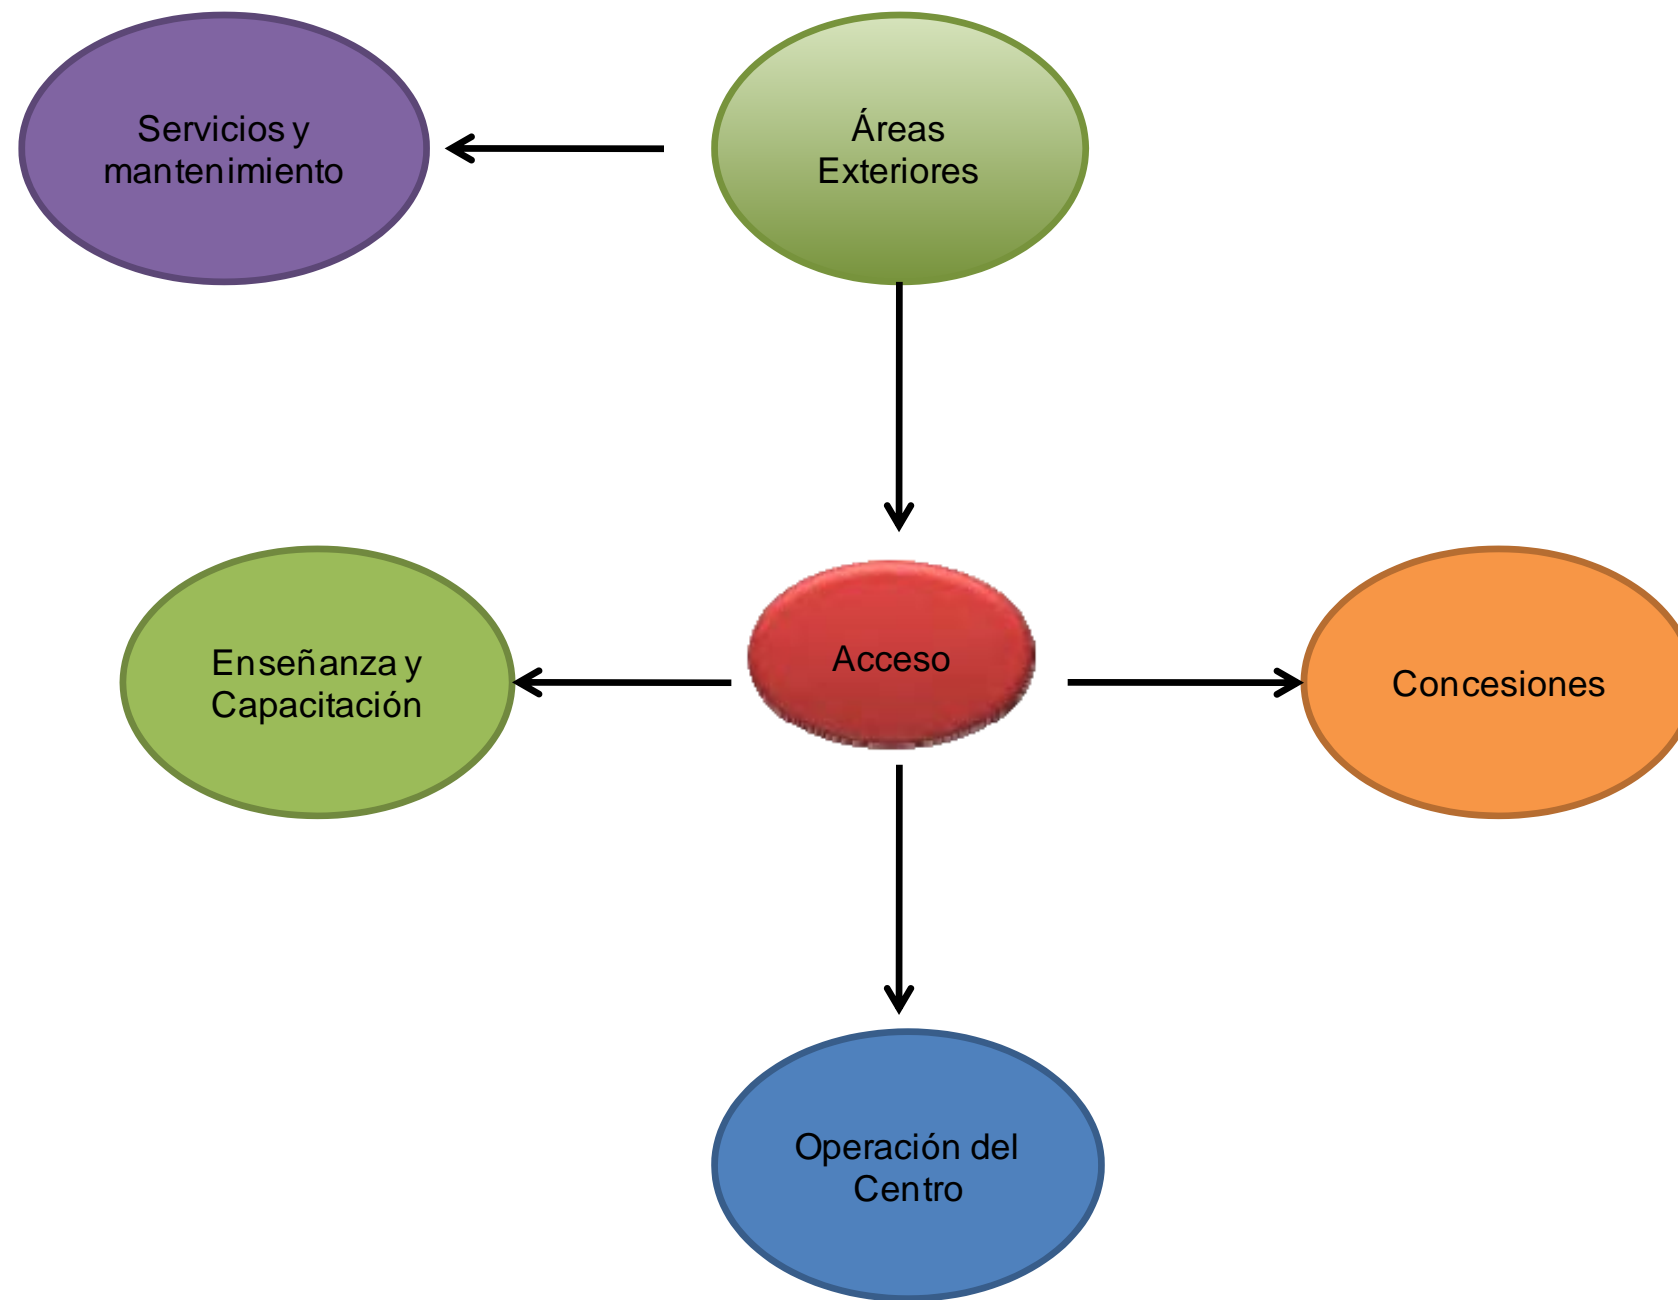 Servicios y
mantenimiento
Áreas
Exteriores
Enseñanza y
Capacitación
Acceso
Concesiones
Operación del
Centro